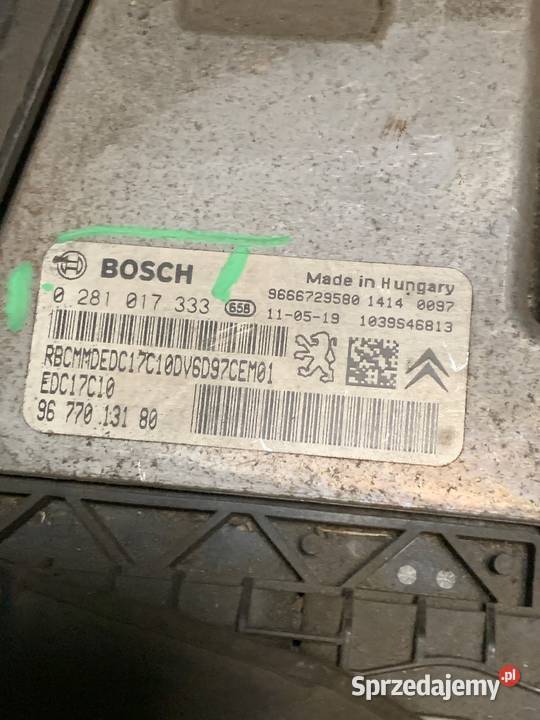 BOSCH
Made in Hungary
0 281 017 333 658
9666729580 1414 0097
11-05-19 1039S46813
RBCMMDEDC17C10DV6D97CEM01
EDC17C10
96 770 131 80
Sprzedajemy.pl